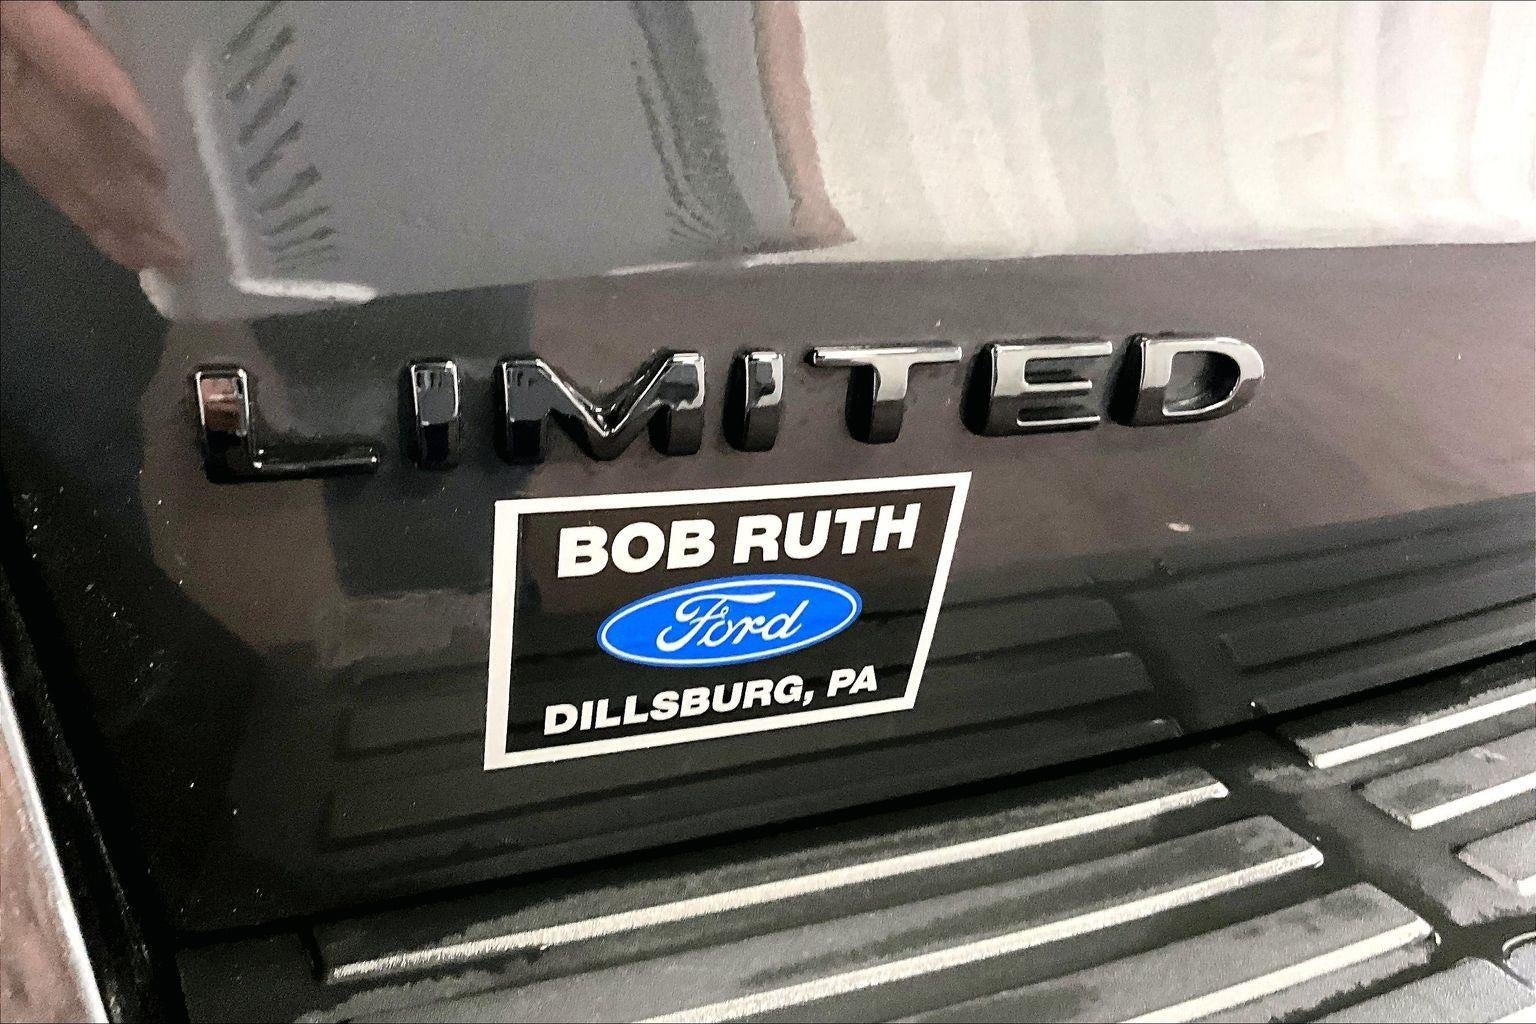 LIMITED
BOB RUTH
Ford
DILLSBURG, PA